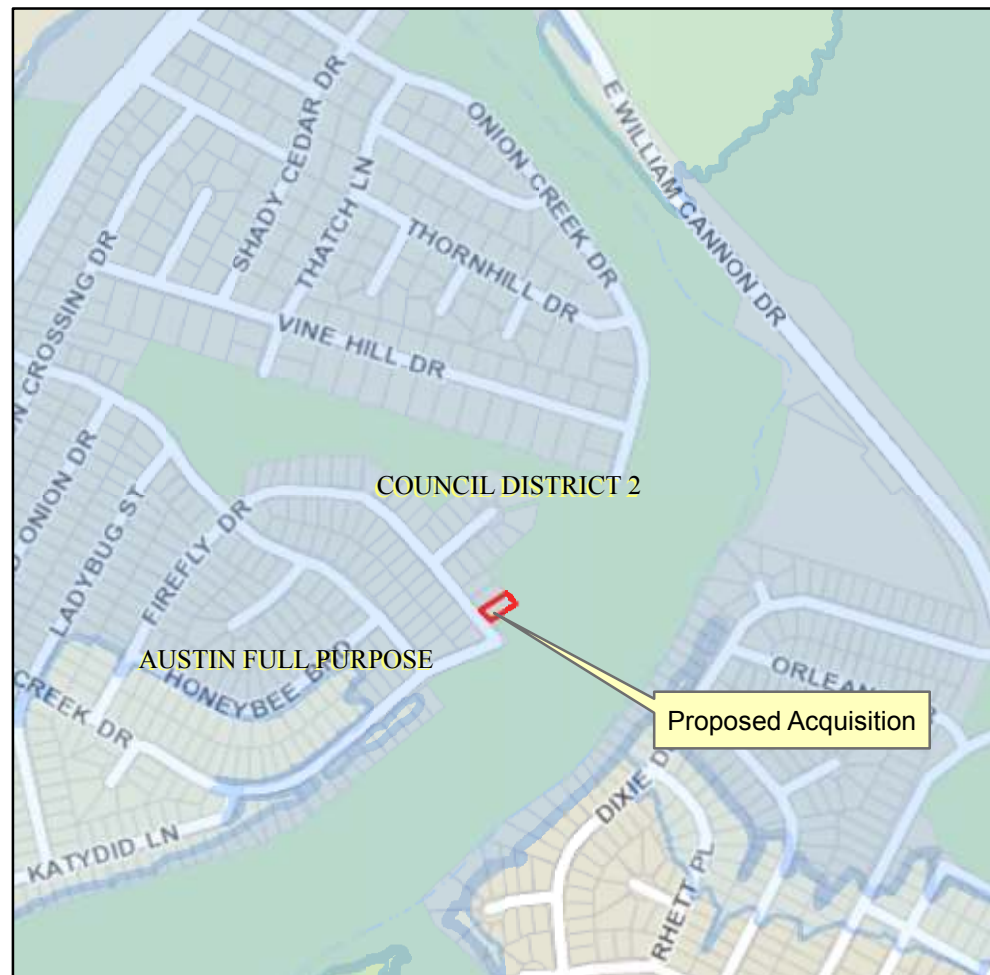 E WILLIAM CANNON DR
ONION CREEK DR
SHADY CEDAR DR
THATCH LN
THORNHILL DR
VINE HILL DR
N CROSSING DR
ONION DR
LADYBUG ST
FIREFLY DR
COUNCIL DISTRICT 2
AUSTIN FULL PURPOSE
HONEYBEE
CREEK DR
KATYDID LN
Proposed Acquisition
DIXIE
RHETT PL